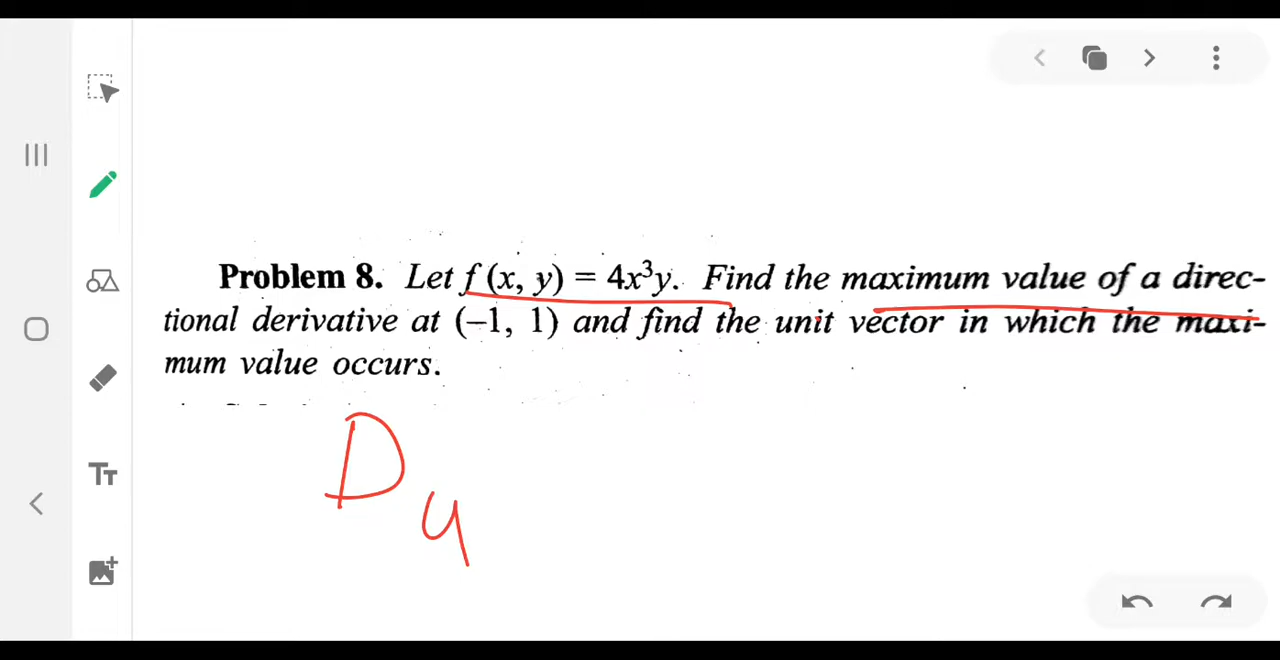 Problem 8. Let f (x, y) = 4x³y. Find the maximum value of a direc-
tional derivative at (−1, 1) and find the unit vector in which the maxi-
mum value occurs.
D
u
TT